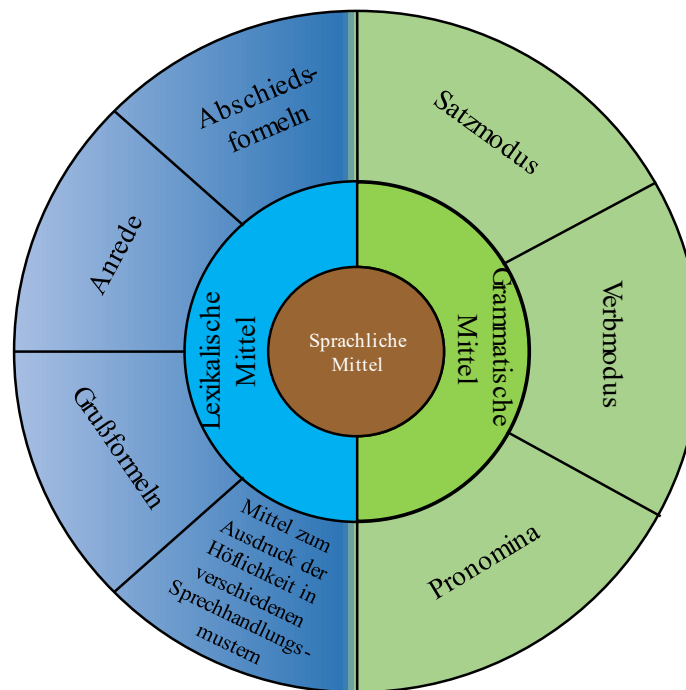 Sprachliche
Mittel
Lexikalische
Mittel
Grammatische
Mittel
Abschieds-
formeln
Anrede
Grußformeln
Mittel zum
Ausdruck der
Höflichkeit in
verschiedenen
Sprechhandlungs-
mustern
Satzmodus
Verbmodus
Pronomina